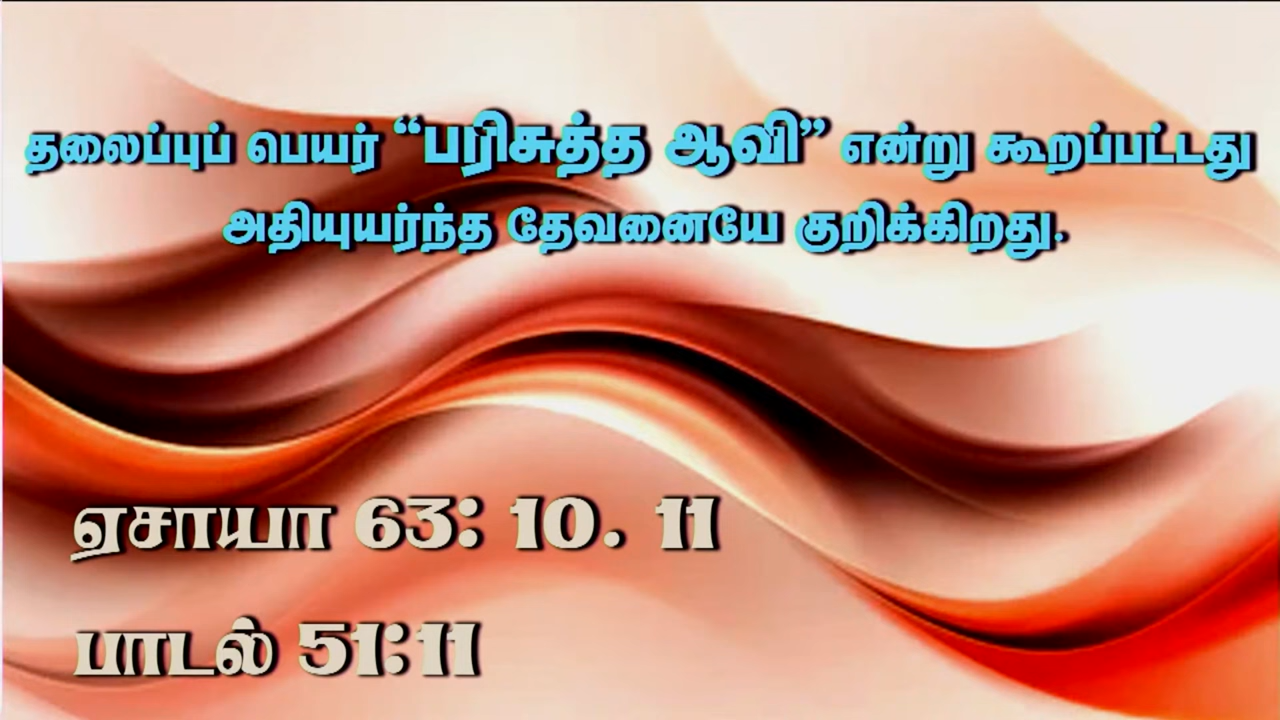 தலைப்புப் பெயர் “பரிசுத்த ஆவி” என்று கூறப்பட்டது
அதியுயர்ந்த தேவனையே குறிக்கிறது.
ஏசாயா 63: 10. 11
பாடல் 51:11